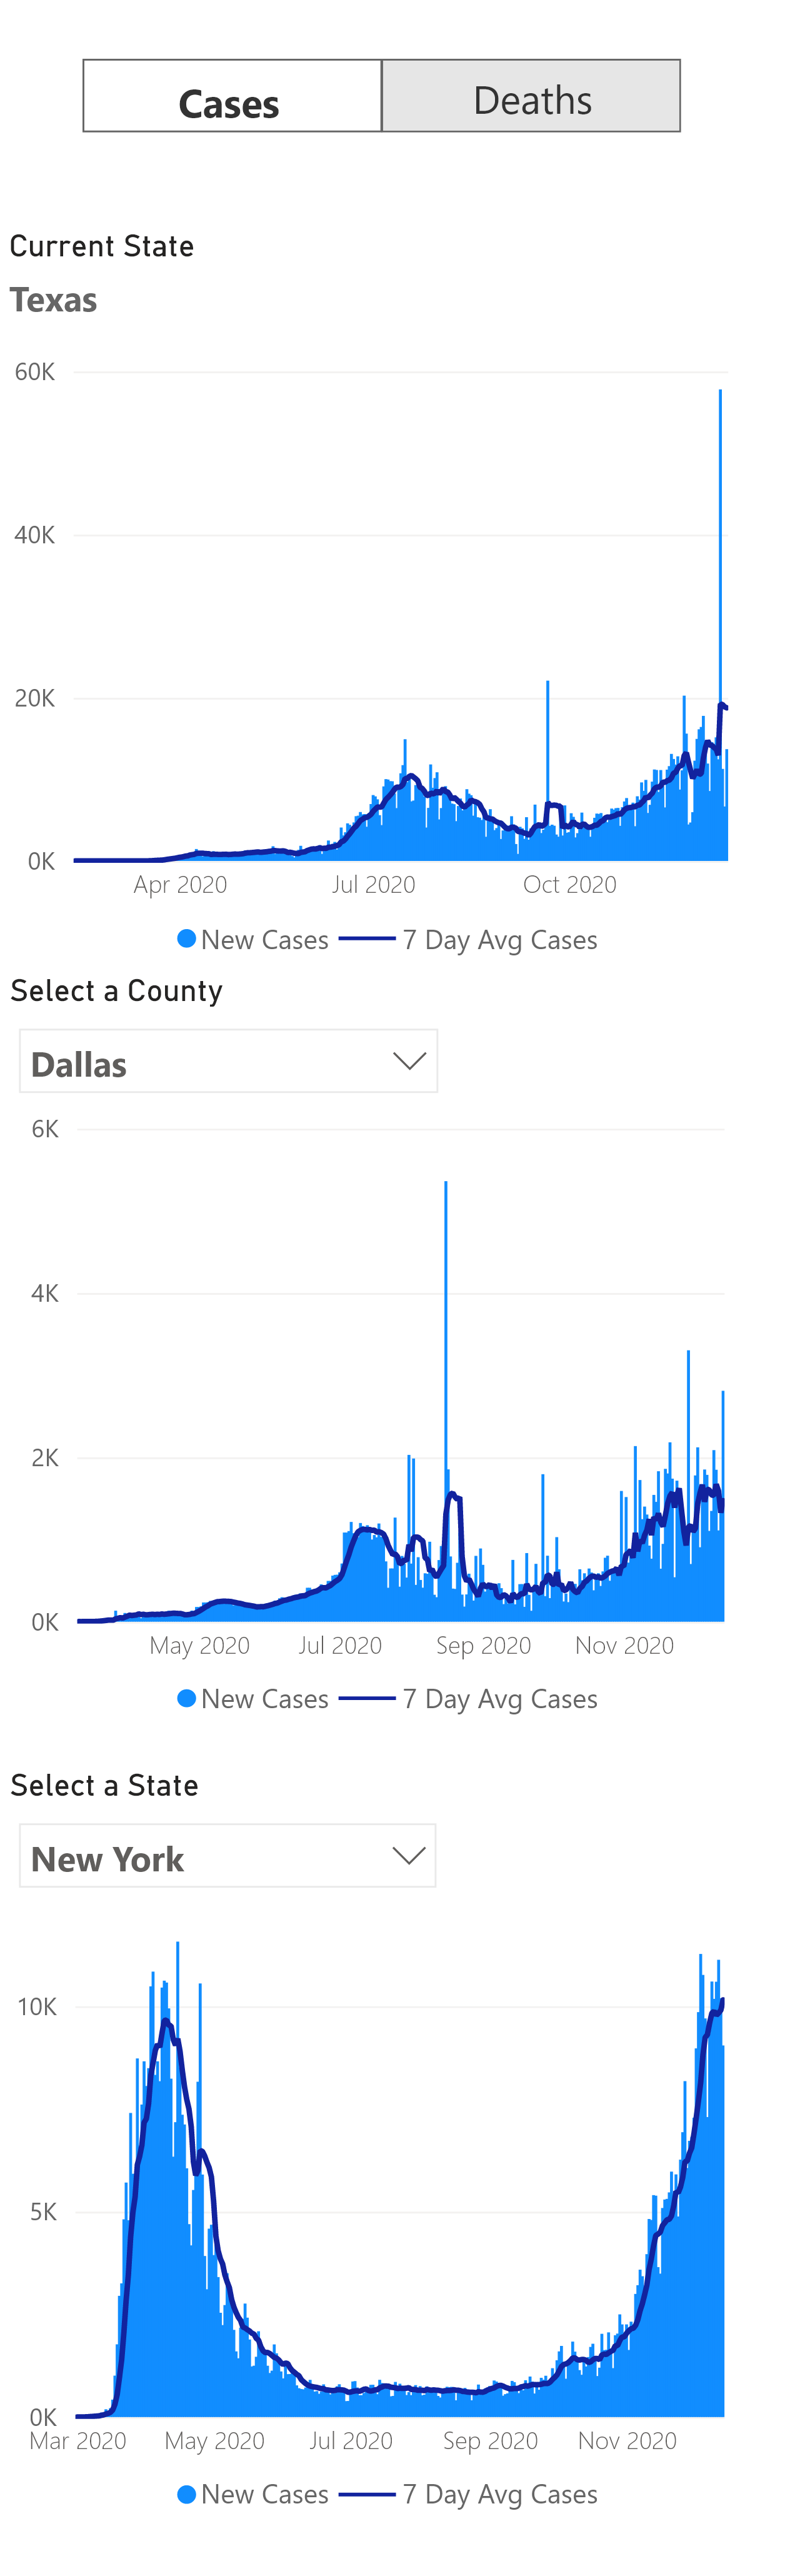 Cases Deaths
Current State
Texas
60K
40K
20K
0K
Apr 2020 Jul 2020 Oct 2020
New Cases 7 Day Avg Cases
Select a County
Dallas
6K
4K
2K
0K
May 2020 Jul 2020 Sep 2020 Nov 2020
New Cases 7 Day Avg Cases
Select a State
New York
10K
5K
0K
Mar 2020 May 2020 Jul 2020 Sep 2020 Nov 2020
New Cases 7 Day Avg Cases